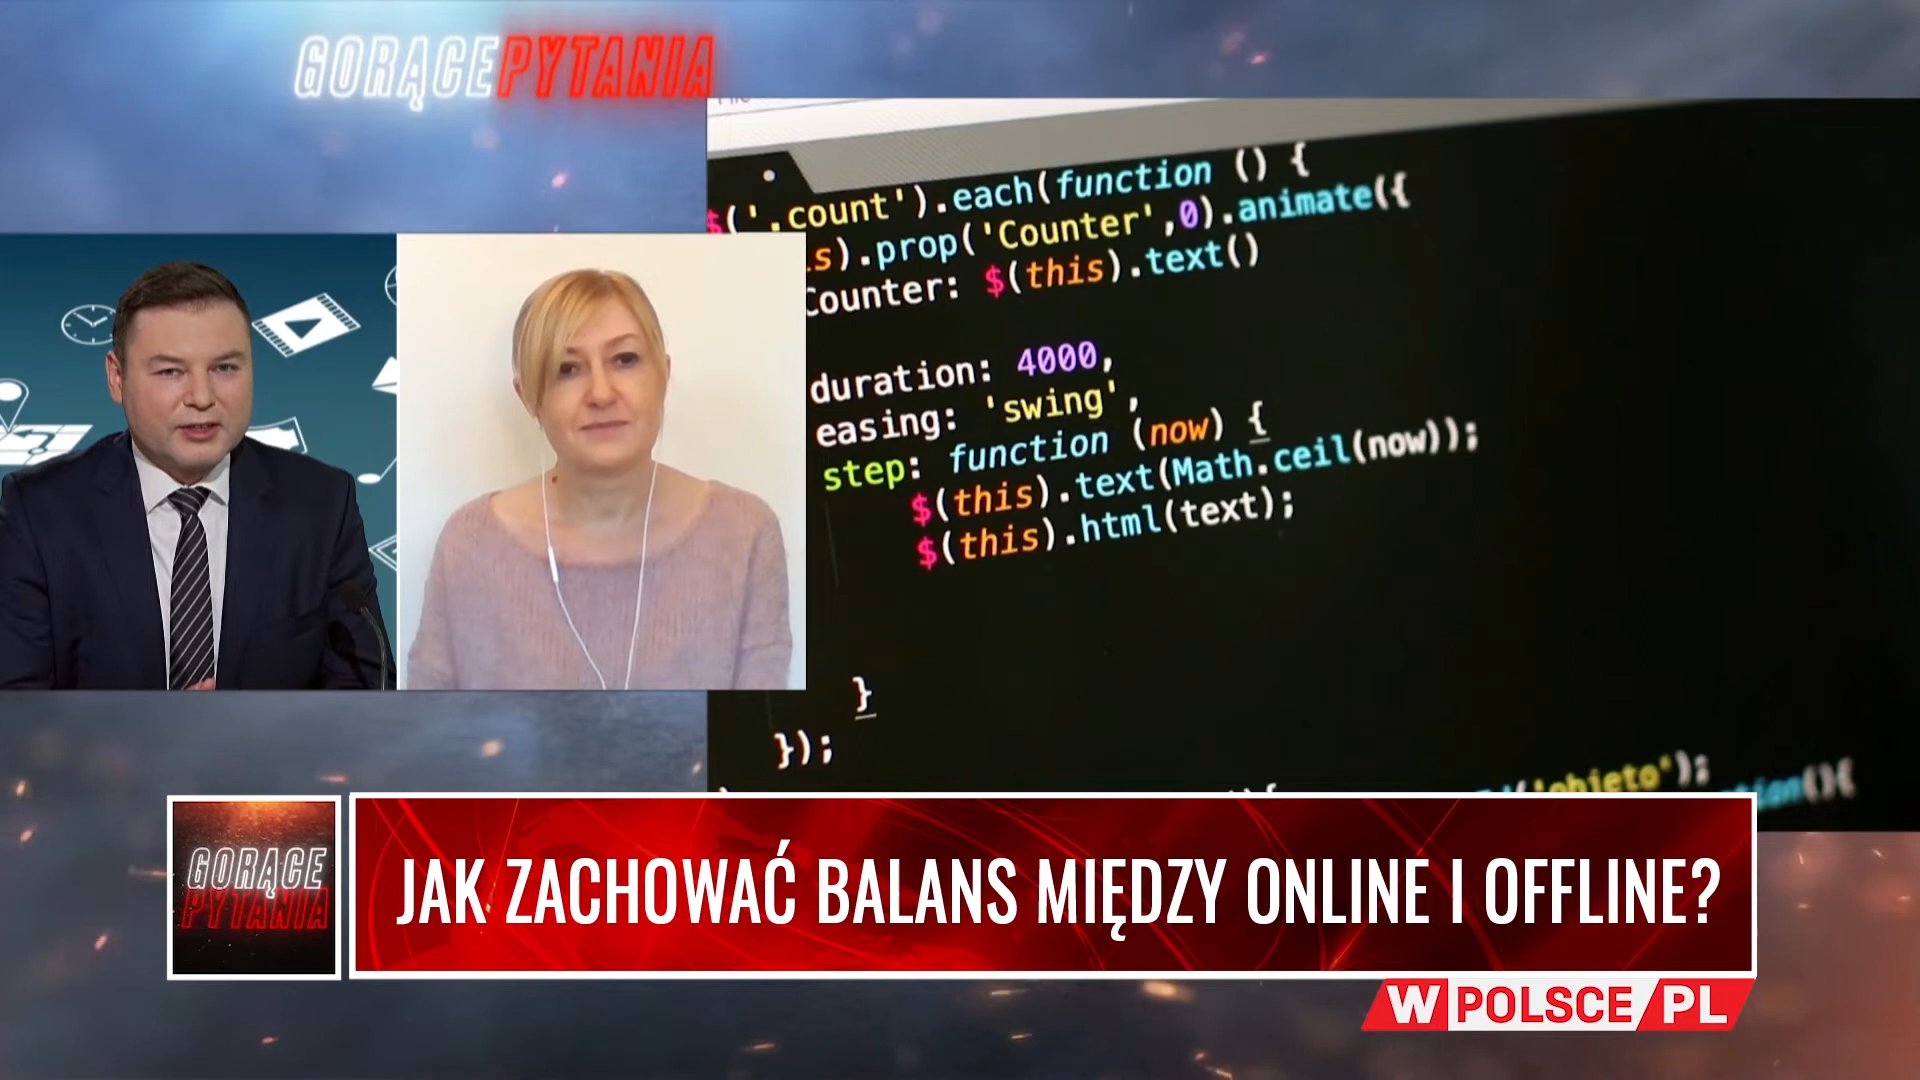 GORĄCE PYTANIA
$('.count').each(function () {
s).prop('Counter',0).animate({
Counter: $(this).text()
duration: 4000,
easing: 'swing',
step: function (now) {
$(this).text(Math.ceil(now));
$(this).html(text);
}
});
'objeto');
(){
GORĄCE
PYTANIA
JAK ZACHOWAĆ BALANS MIĘDZY ONLINE I OFFLINE?
WPOLSCE/PL